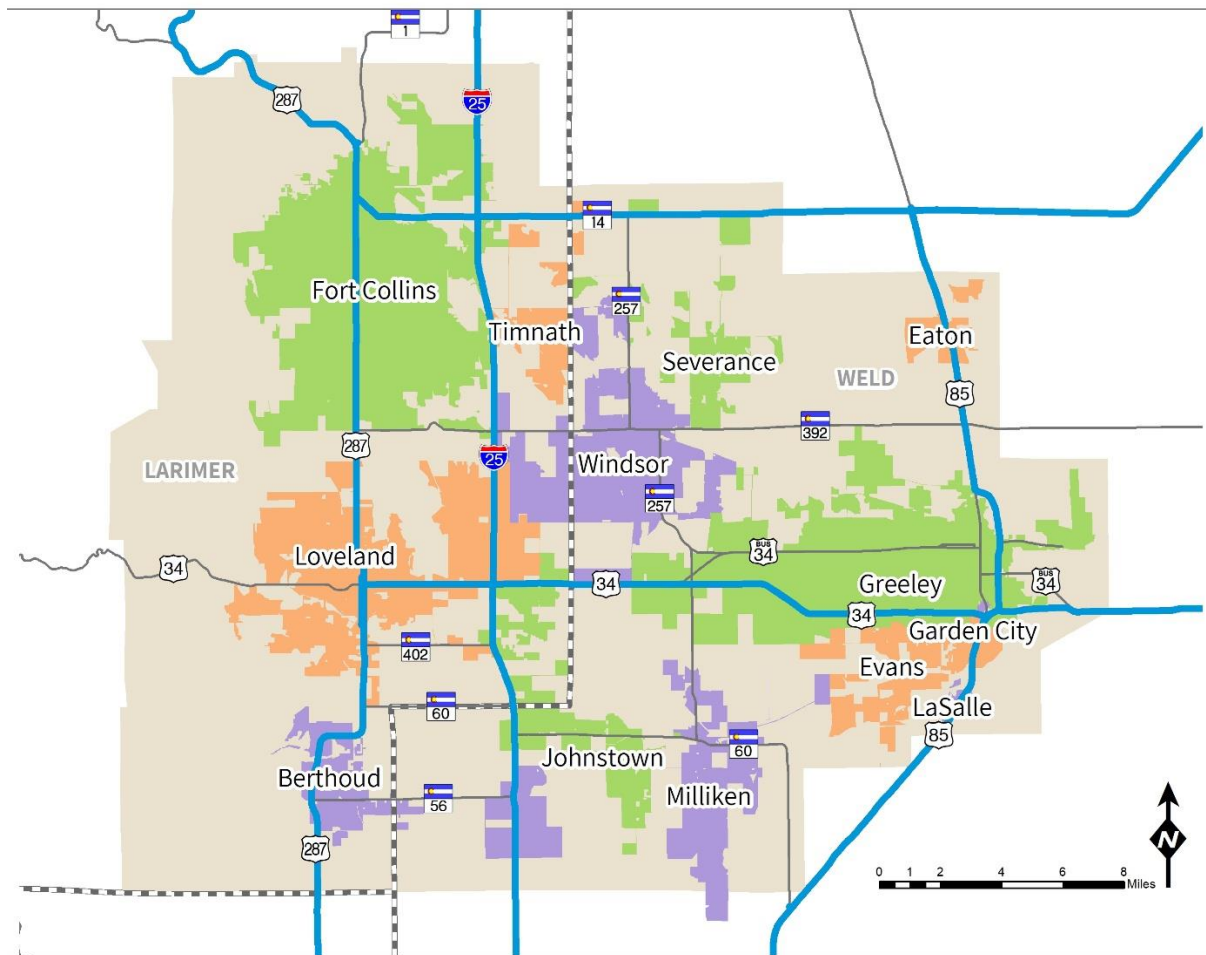 1
287
25
14
Fort Collins
257
Timnath
Eaton
Severance
WELD
85
392
287
25
LARIMER
Windsor
257
Loveland
BUS
34
34
34
Greeley
BUS
34
34
Garden City
402
Evans
60
LaSalle
85
60
Johnstown
Berthoud
Milliken
56
287
N
0 1 2 4 6 8
Miles